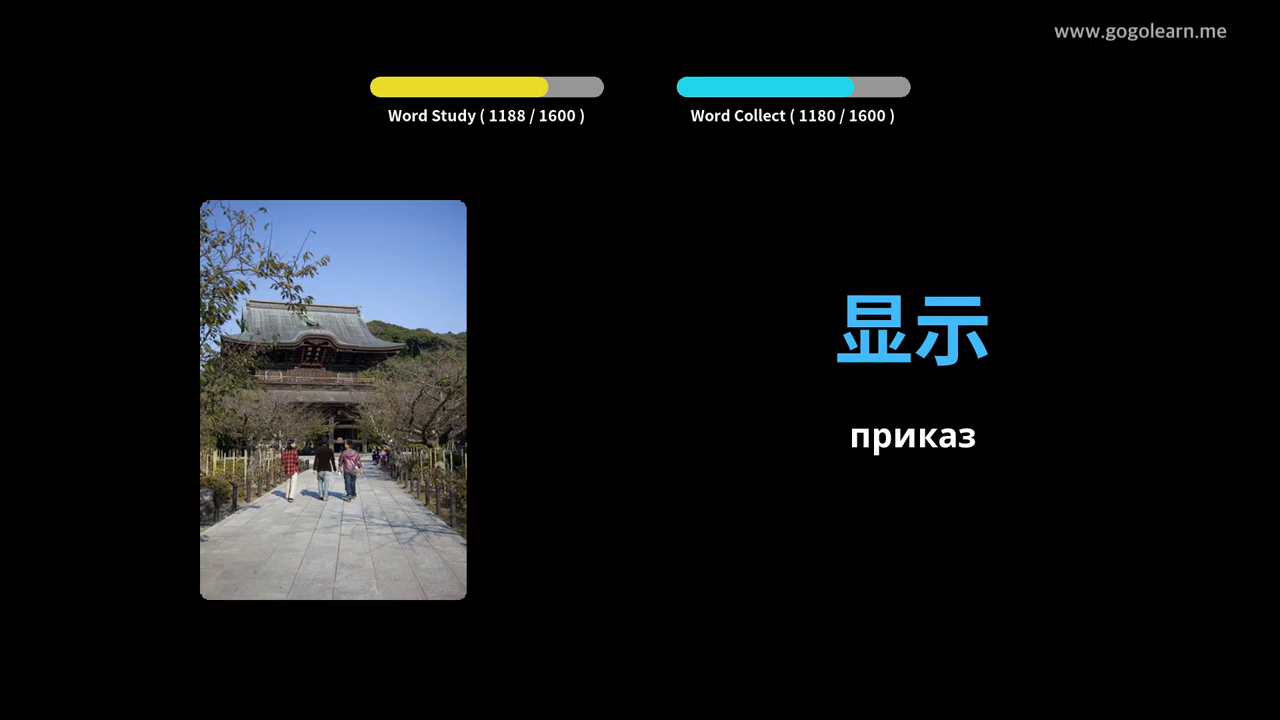 www.gogolearn.me
Word Study ( 1188 / 1600 )
Word Collect ( 1180 / 1600 )
显示
приказ